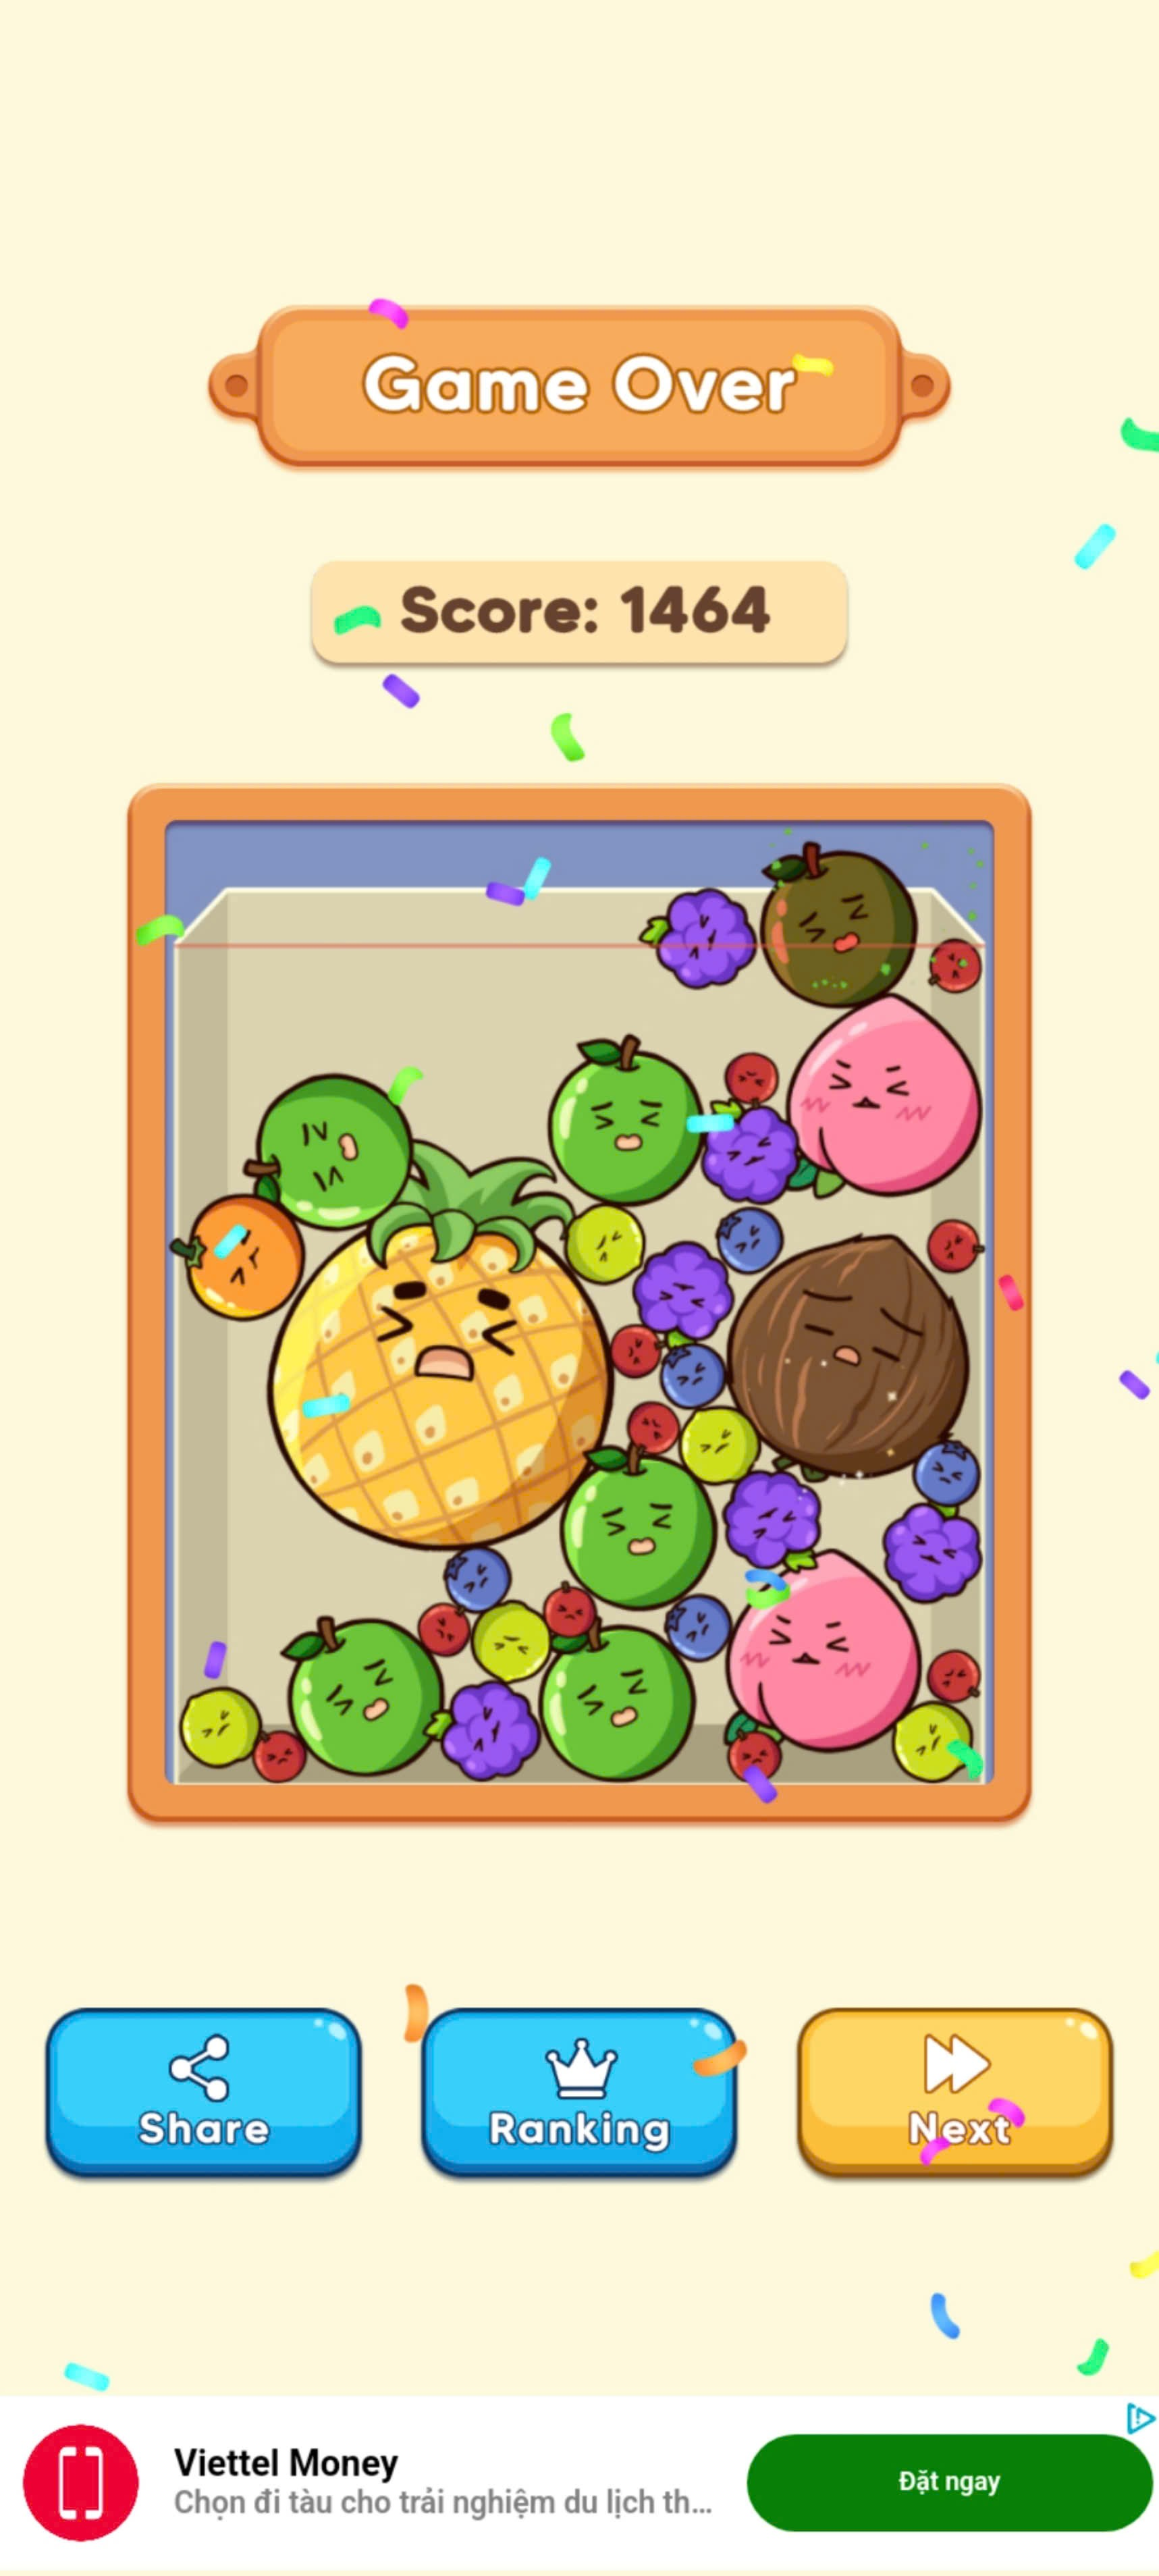 Game Over
Score: 1464
Share
Ranking
Next
Viettel Money
Chọn đi tàu cho trải nghiệm du lịch th...
Đặt ngay